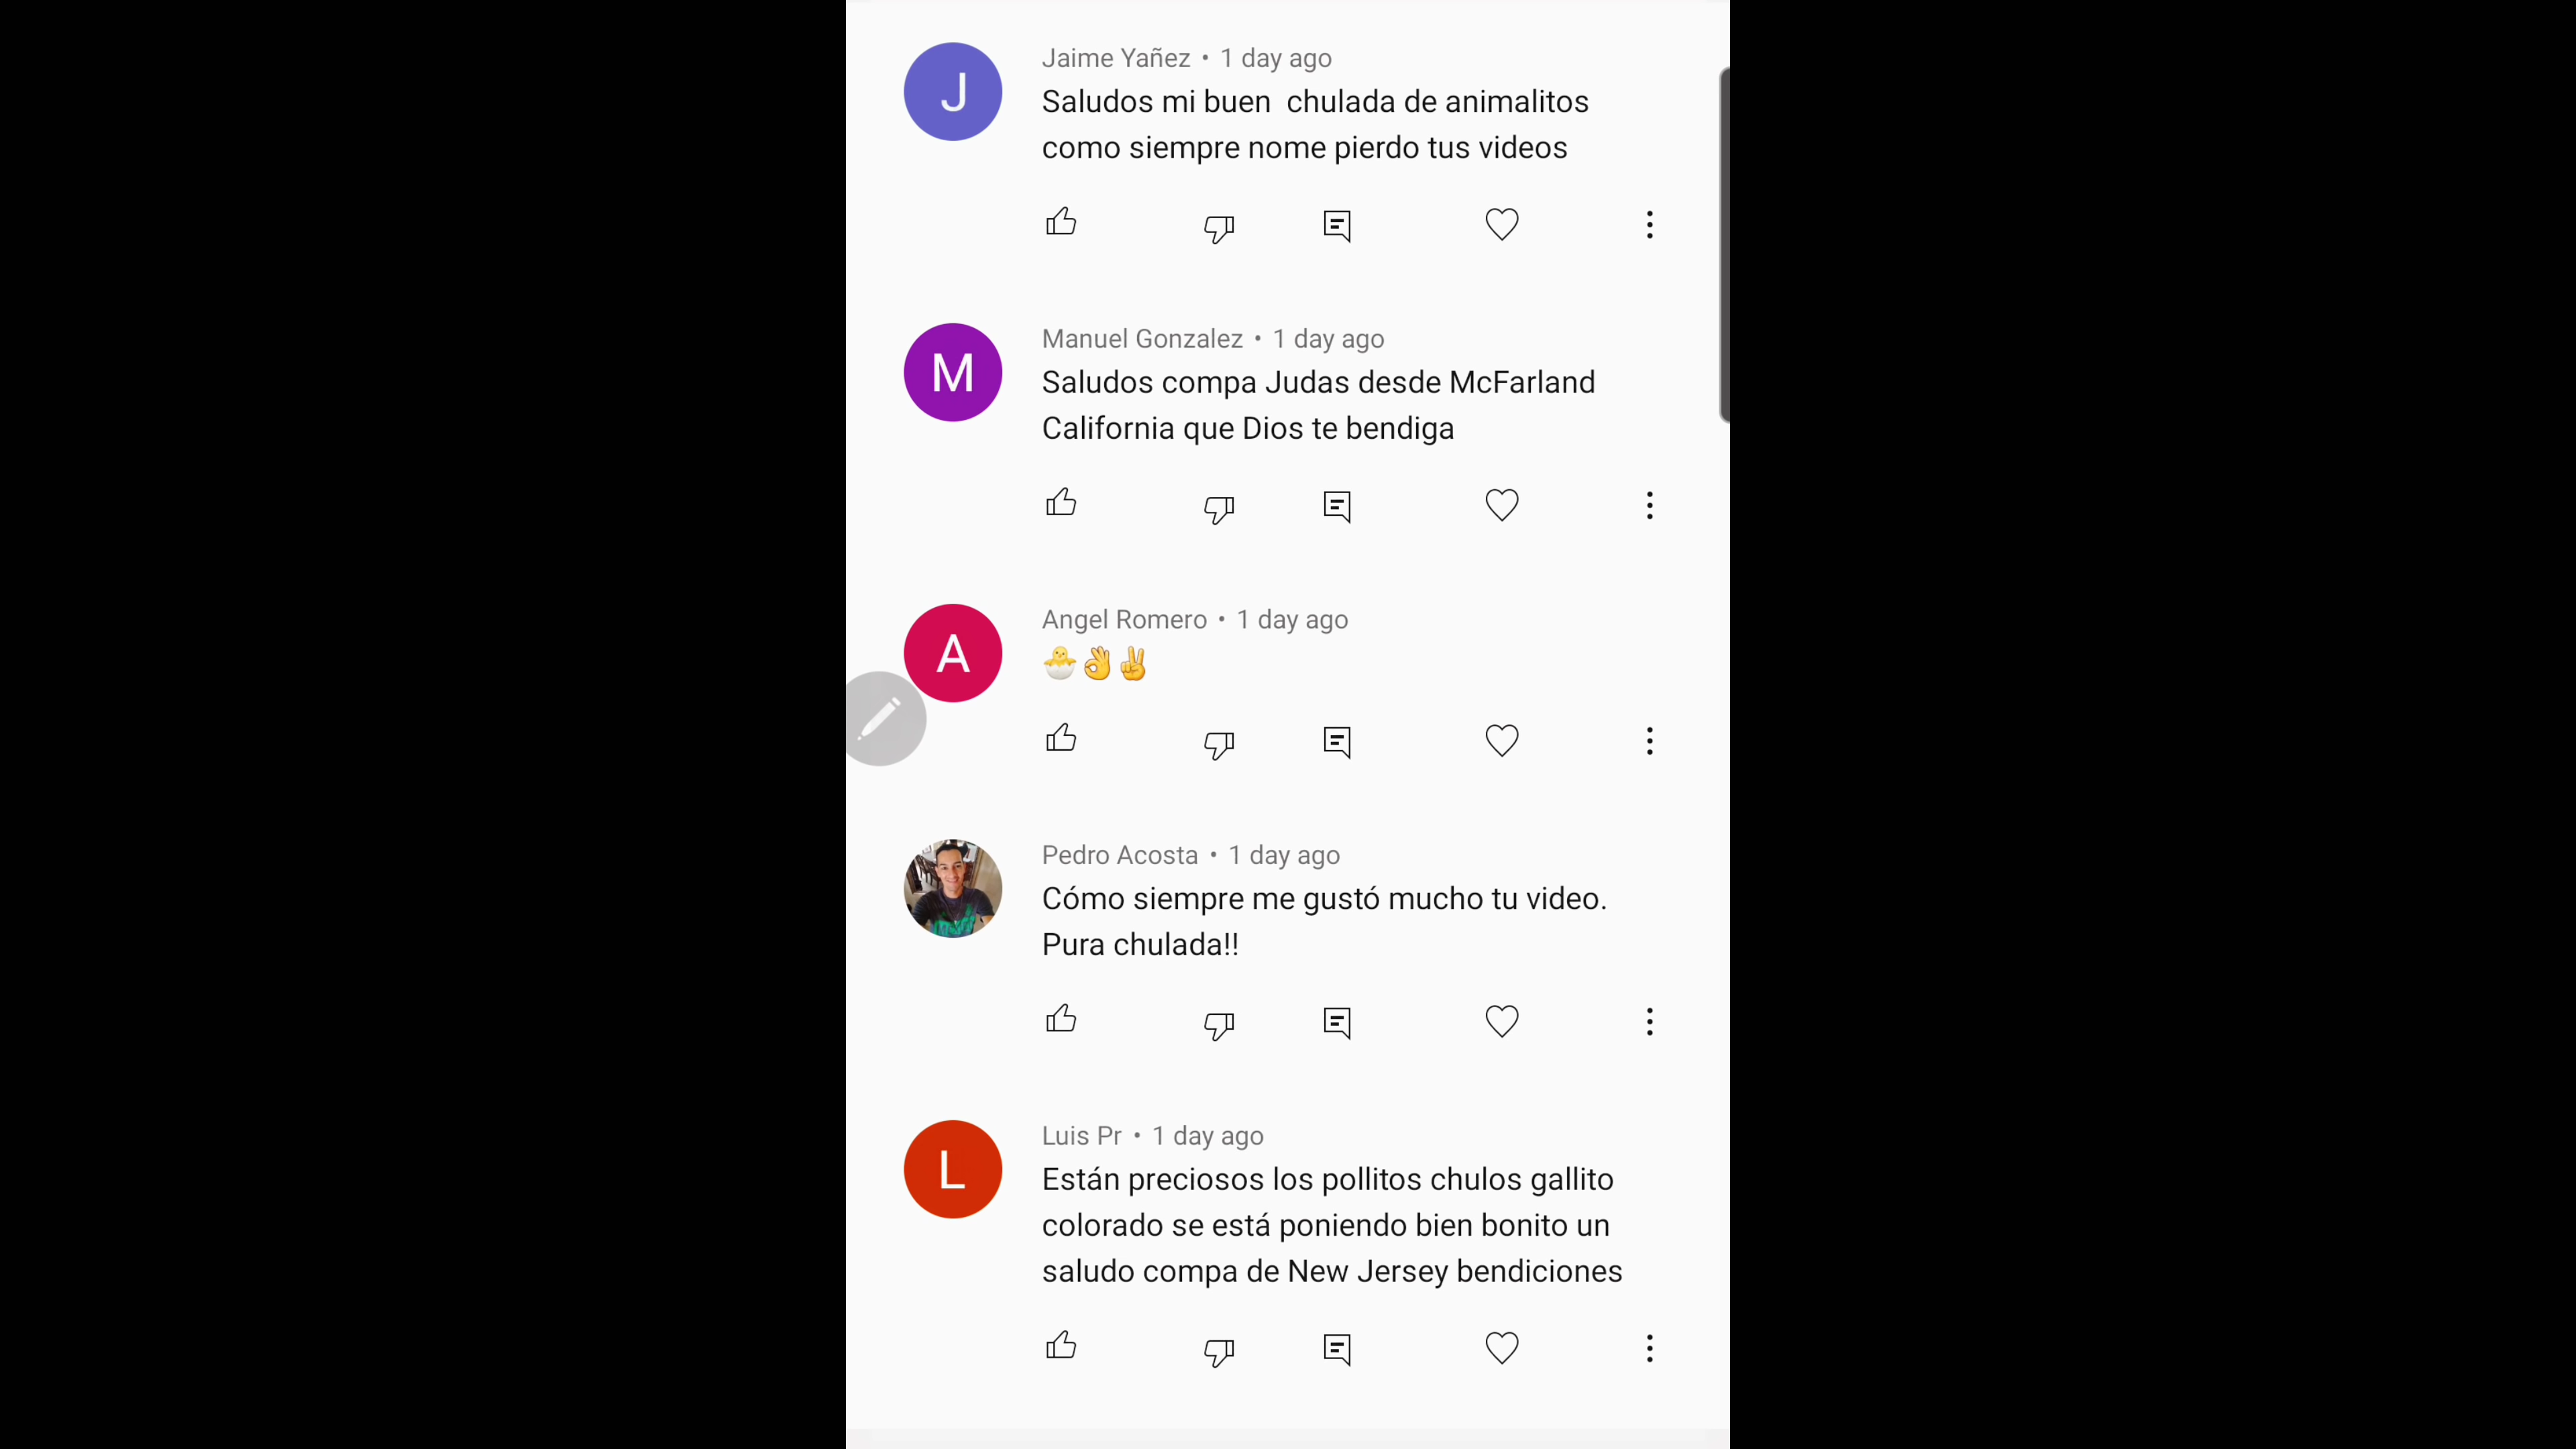 J
Jaime Yañez • 1 day ago
Saludos mi buen  chulada de animalitos
como siempre nome pierdo tus videos
M
Manuel Gonzalez • 1 day ago
Saludos compa Judas desde McFarland
California que Dios te bendiga
A
Angel Romero • 1 day ago
🐣👌✌
Pedro Acosta • 1 day ago
Cómo siempre me gustó mucho tu video.
Pura chulada!!
L
Luis Pr • 1 day ago
Están preciosos los pollitos chulos gallito
colorado se está poniendo bien bonito un
saludo compa de New Jersey bendiciones